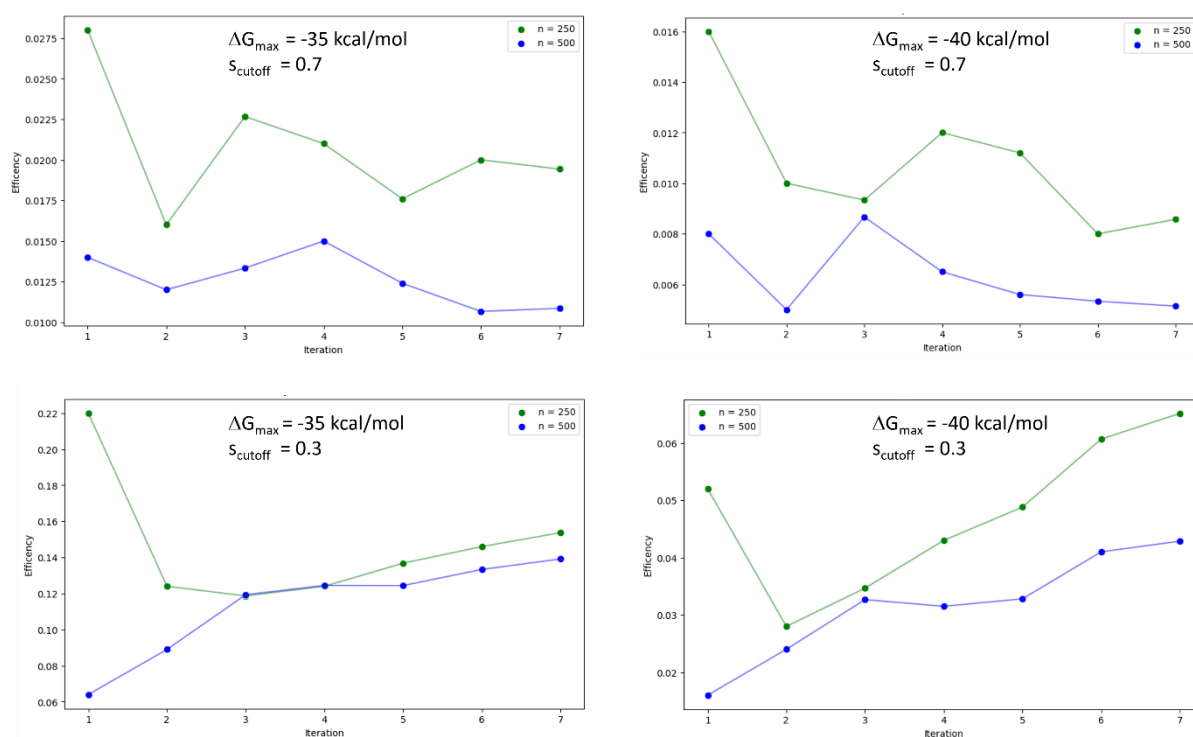 ΔGmax = -35 kcal/mol
scutoff = 0.7
n = 250
n = 500
0.0275
0.0250
0.0225
0.0200
0.0175
0.0150
0.0125
0.0100
Efficency
1 2 3 4 5 6 7
Iteration
ΔGmax = -40 kcal/mol
scutoff = 0.7
n = 250
n = 500
0.016
0.014
0.012
0.010
0.008
0.006
Efficency
1 2 3 4 5 6 7
Iteration
ΔGmax = -35 kcal/mol
scutoff = 0.3
n = 250
n = 500
0.22
0.20
0.18
0.16
0.14
0.12
0.10
0.08
0.06
Efficency
1 2 3 4 5 6 7
Iteration
n = 250
n = 500
ΔGmax = -40 kcal/mol
scutoff = 0.3
0.06
0.05
0.04
0.03
0.02
Efficency
1 2 3 4 5 6 7
Iteration